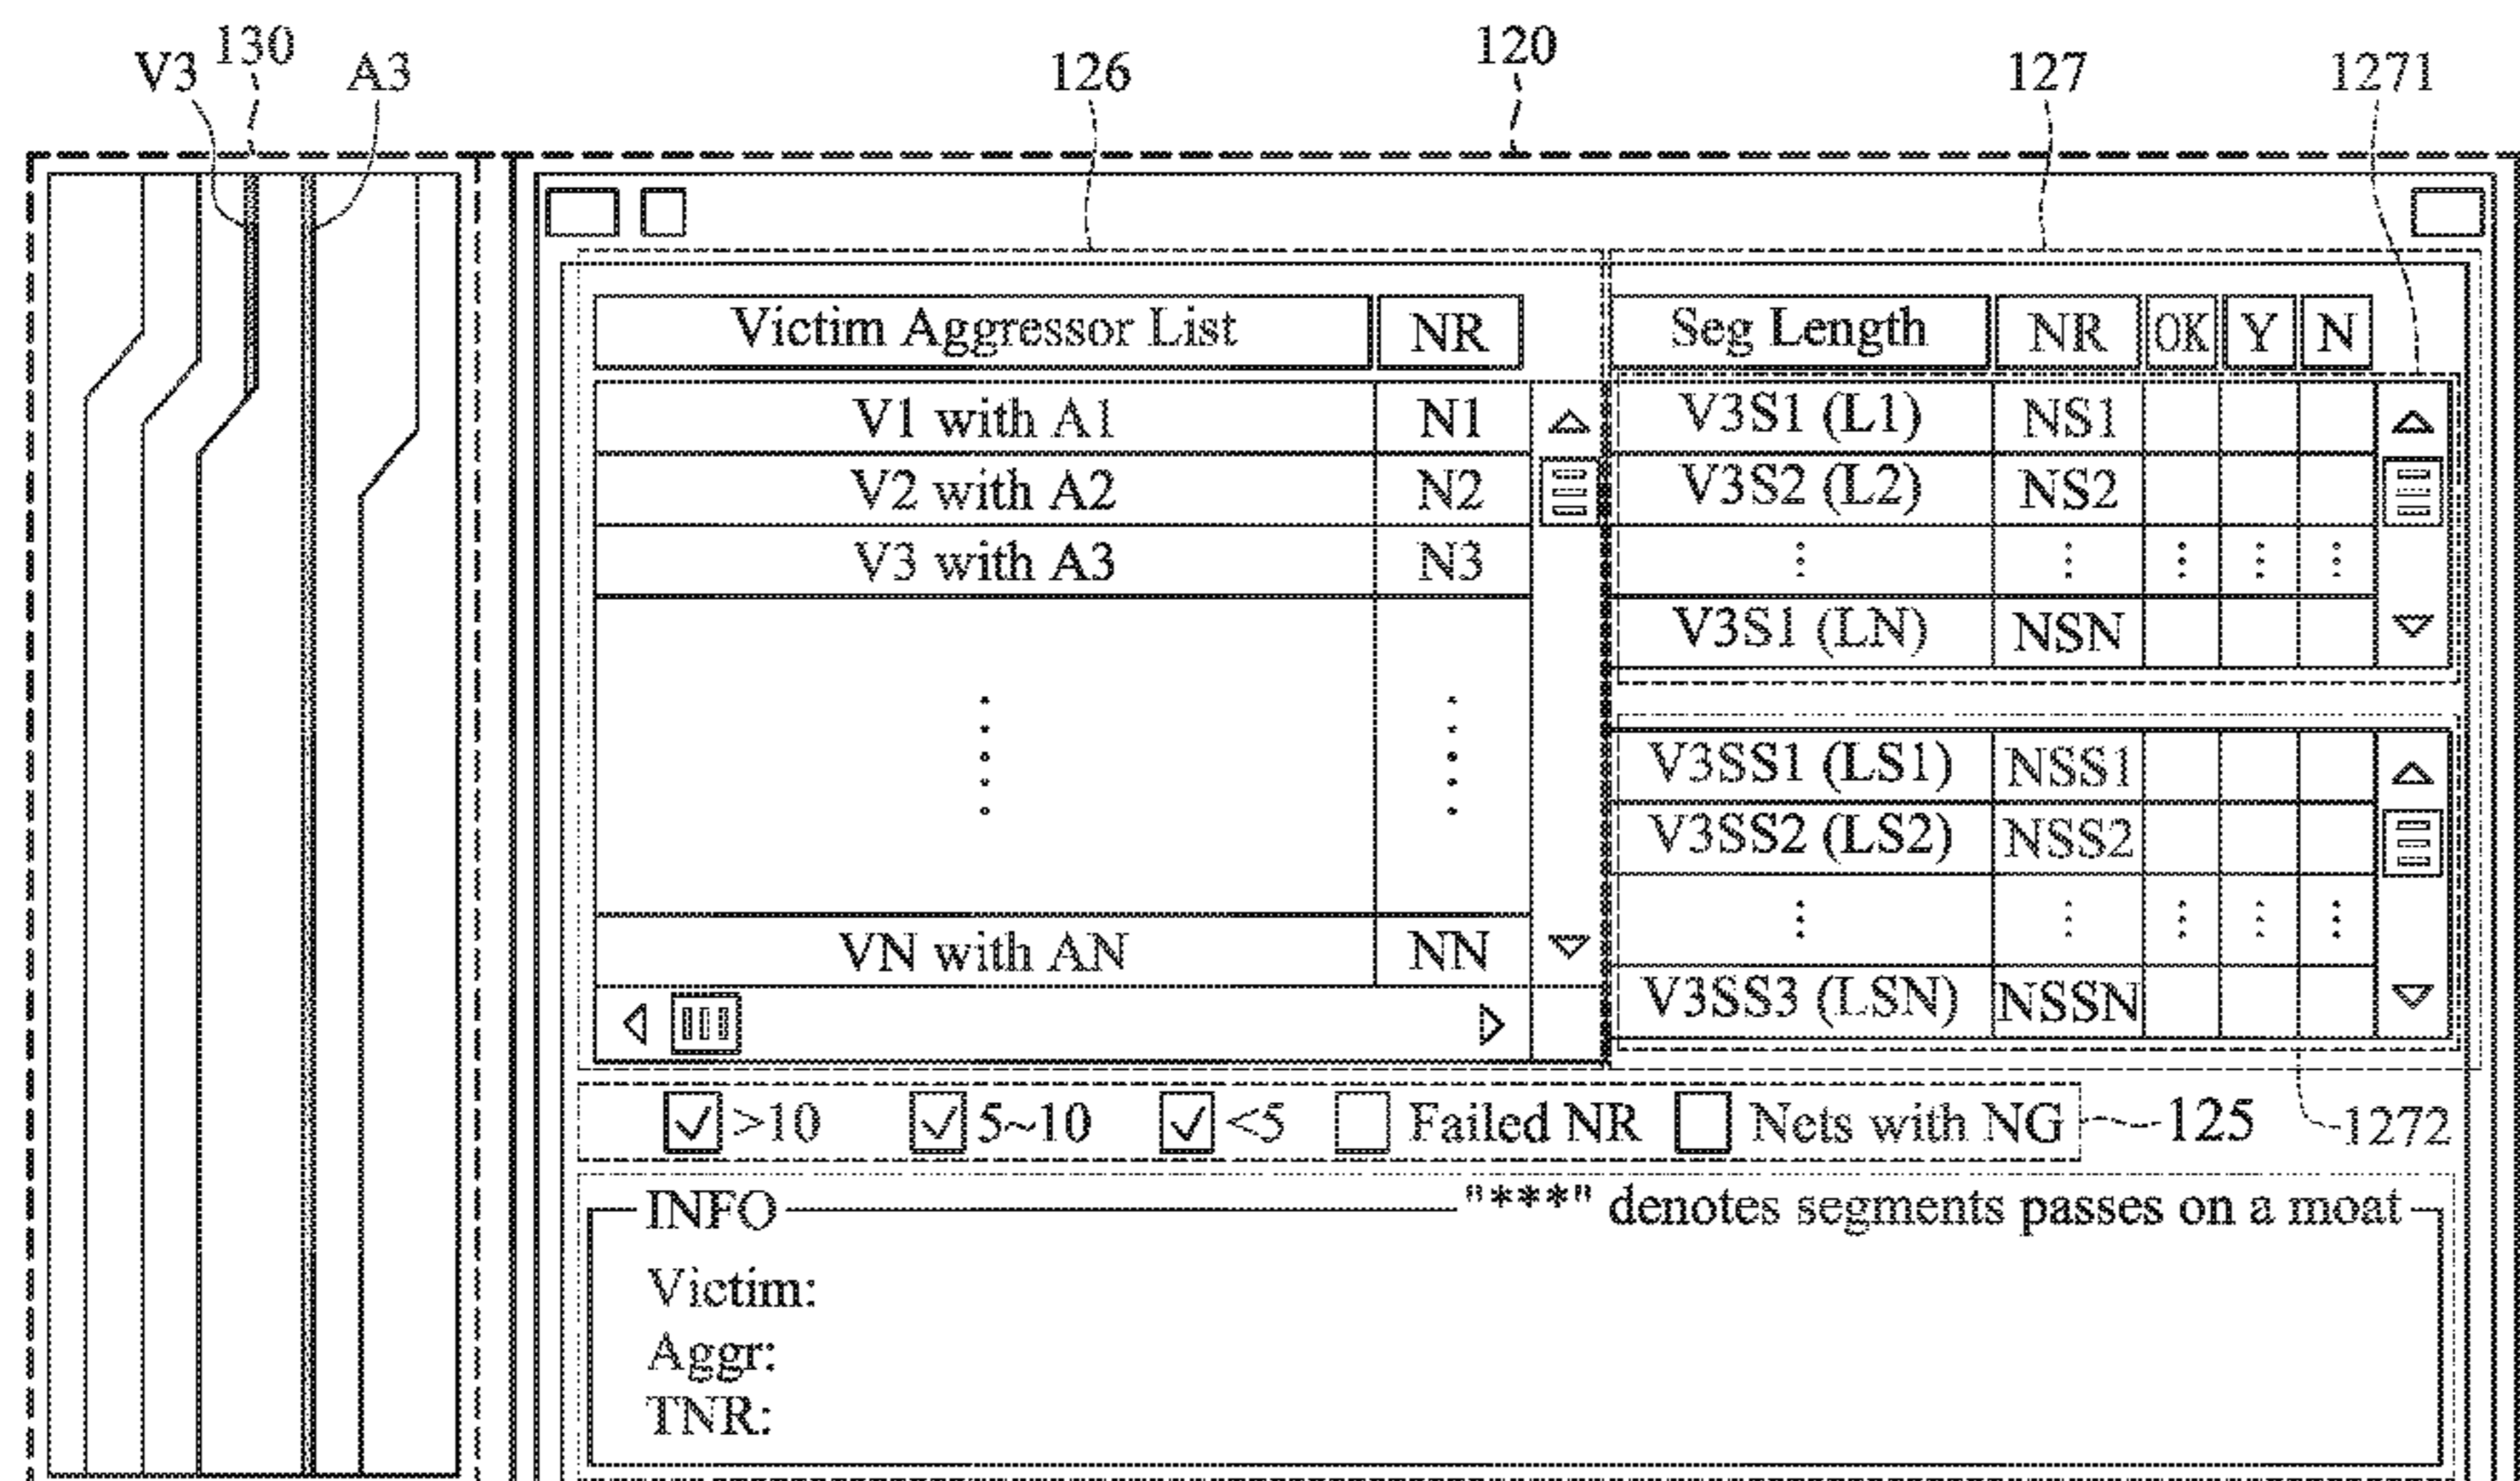 V3 130 A3 126 120 127 1271
Victim Aggressor List NR Seg Length NR OK Y N
V1 with A1 N1 V3S1 (L1) NS1
V2 with A2 N2 V3S2 (L2) NS2
V3 with A3 N3
V3S1 (LN) NSN
V3SS1 (LS1) NSS1
V3SS2 (LS2) NSS2
VN with AN NN
V3SS3 (LSN) NSSN
>10 5~10 <5 Failed NR Nets with NG 125 1272
INFO "***" denotes segments passes on a moat
Victim:
Aggr:
TNR: